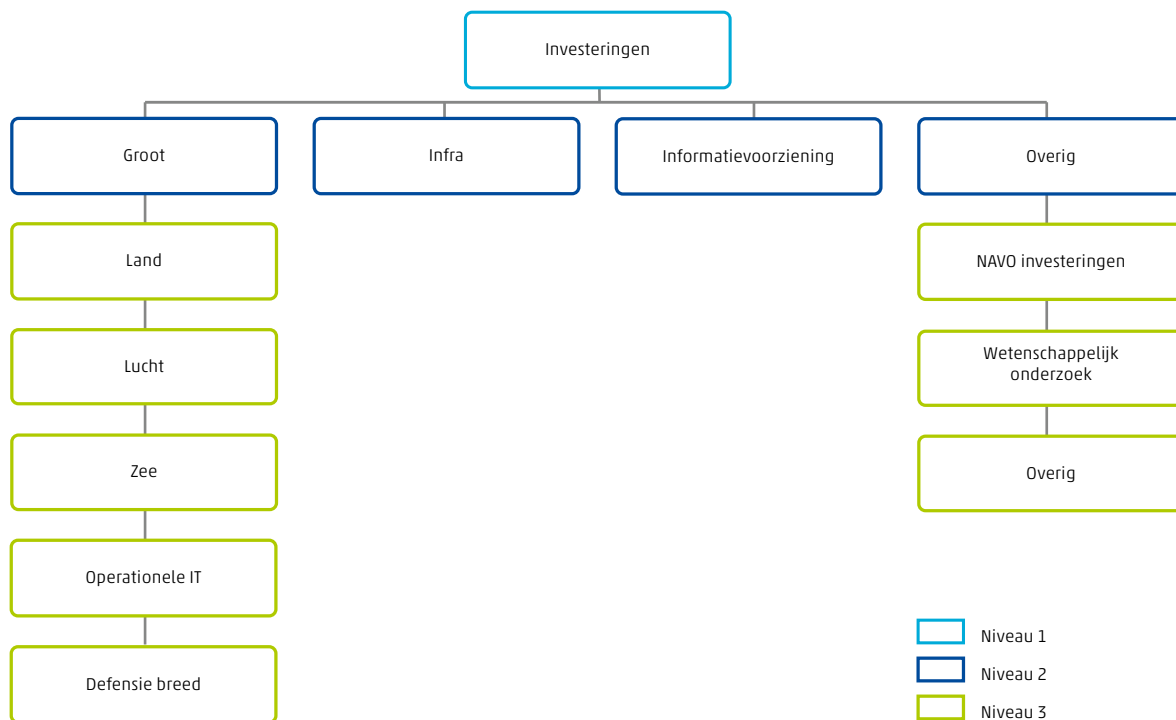 Investeringen
Groot
Infra
Informatievoorziening
Overig
Land
NAVO investeringen
Lucht
Wetenschappelijk
onderzoek
Zee
Overig
Operationele IT
Defensie breed
Niveau 1
Niveau 2
Niveau 3